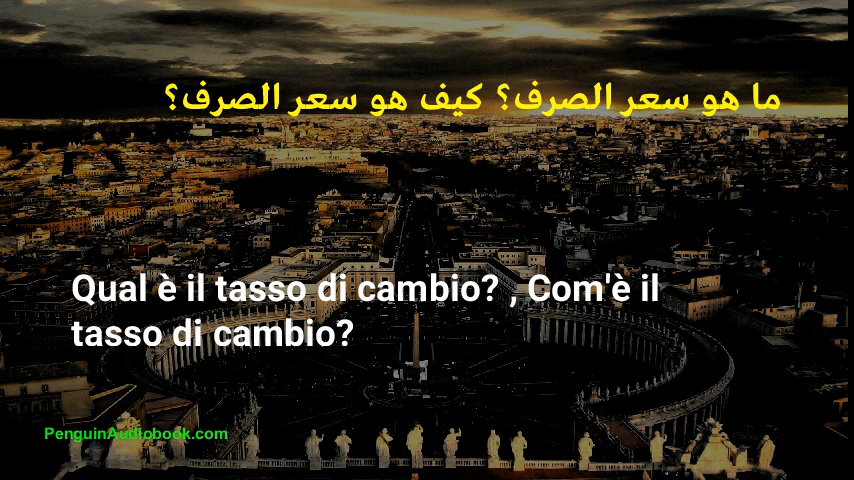 ما هو سعر الصرف؟ كيف هو سعر الصرف؟
Qual è il tasso di cambio? , Com'è il
tasso di cambio?
PenguinAudiobook.com